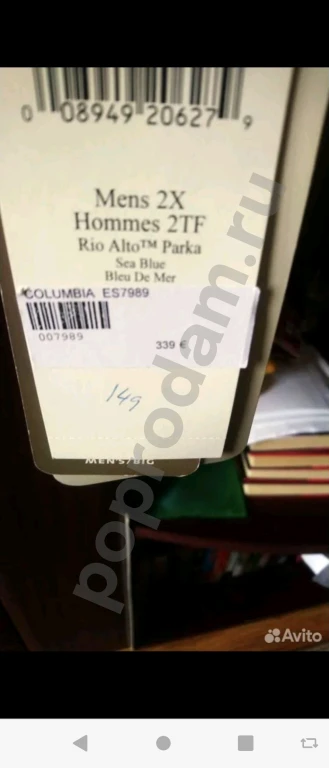 0 08949 20627 9
Mens 2X
Hommes 2TF
Rio Alto™ Parka
Sea Blue
Bleu De Mer
COLUMBIA ES7989
007989
339 €
149
MEN'S/BIG
poprodam.ru
Avito